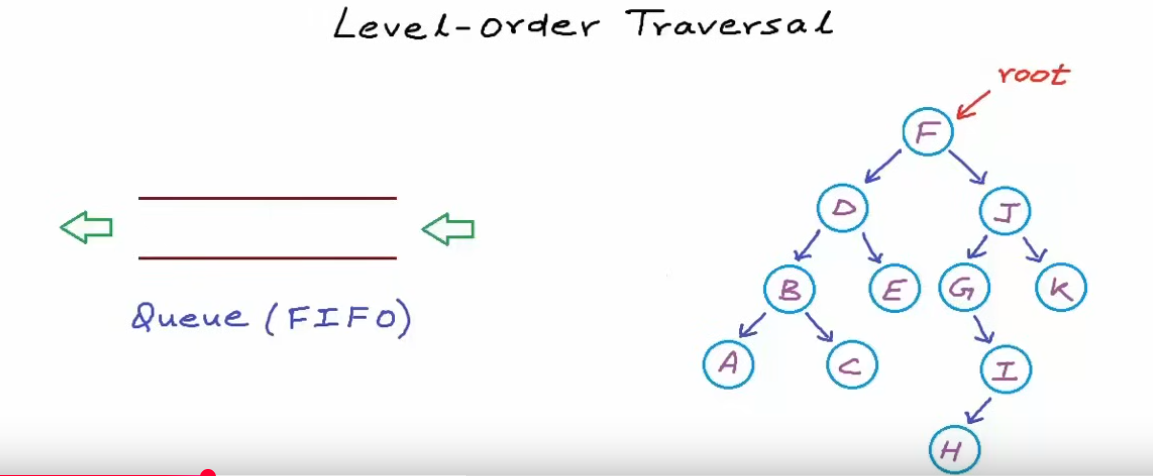 Level-order Traversal
root
F
D J
B E G K
A C I
H
Queue (FIFO)